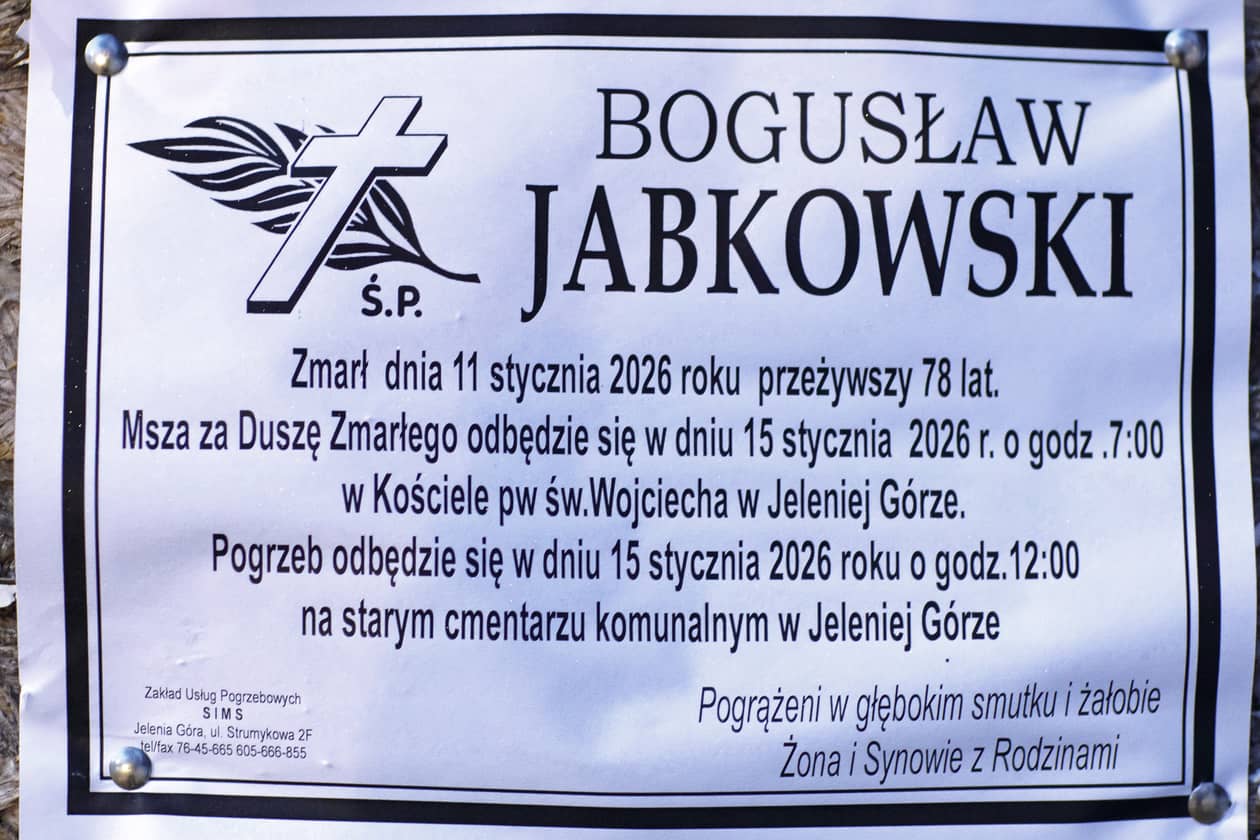 BOGUSŁAW
JABKOWSKI
Ś.P.
Zmarł dnia 11 stycznia 2026 roku przeżywszy 78 lat.
Msza za Duszę Zmarłego odbędzie się w dniu 15 stycznia 2026 r. o godz .7:00
w Kościele pw św.Wojciecha w Jeleniej Górze.
Pogrzeb odbędzie się w dniu 15 stycznia 2026 roku o godz.12:00
na starym cmentarzu komunalnym w Jeleniej Górze
Zakład Usług Pogrzebowych
SIMS
Jelenia Góra, ul. Strumykowa 2F
tel/fax 76-45-665 605-666-855
Pogrążeni w głębokim smutku i żałobie
Żona i Synowie z Rodzinami